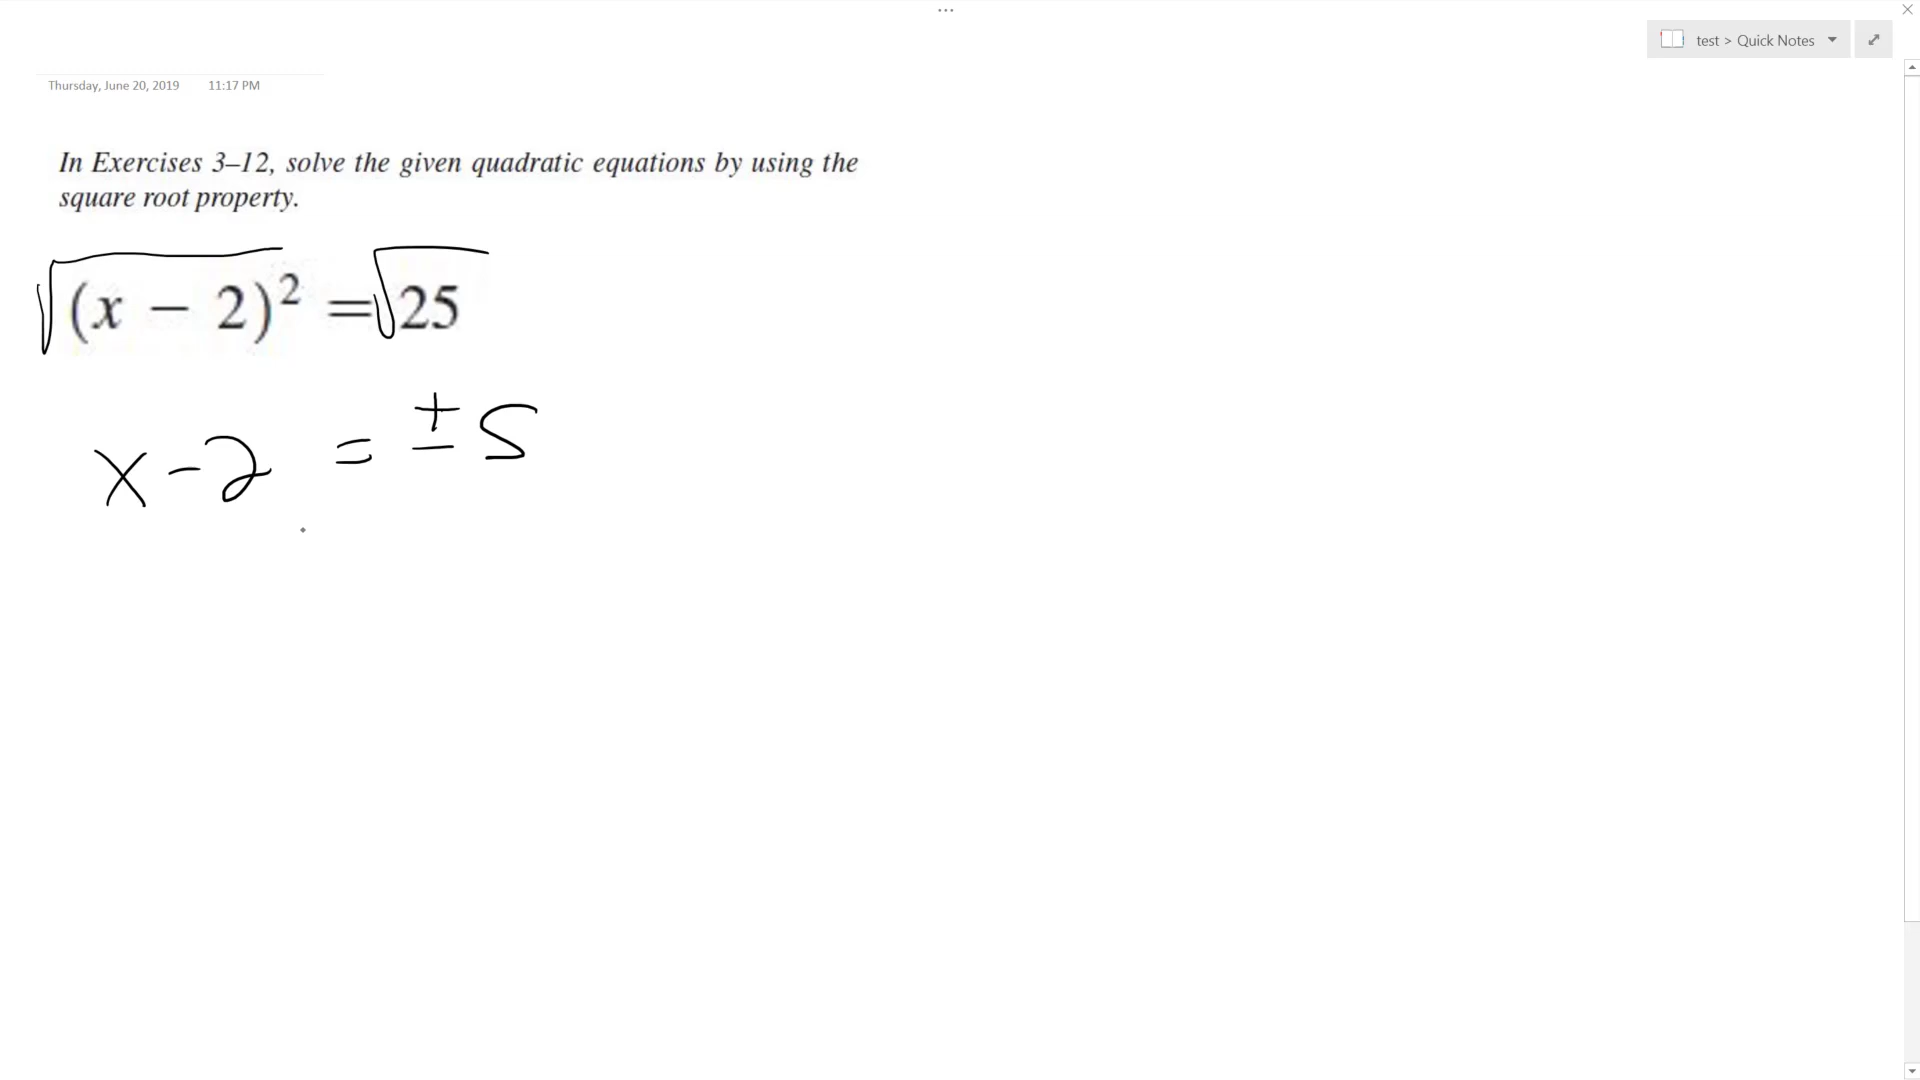 ...
test > Quick Notes
Thursday, June 20, 2019 11:17 PM
In Exercises 3–12, solve the given quadratic equations by using the
square root property.
√(x − 2)² = √25
x - 2 = ± 5